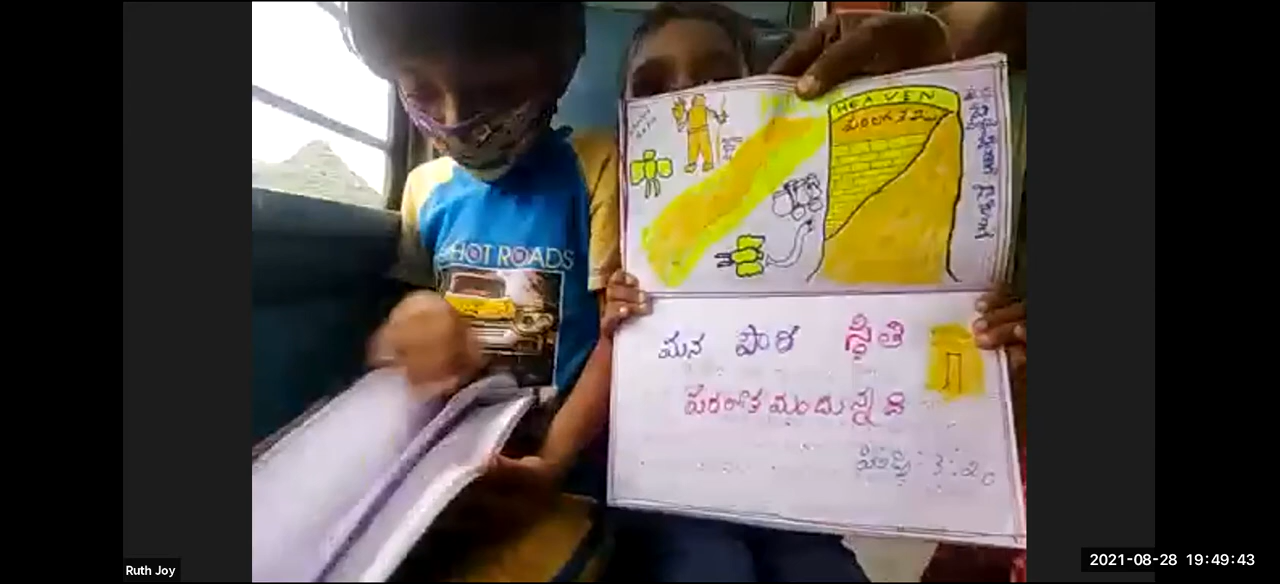 HOT ROADS
HEAVEN
మన పౌర స్థితి
పరలోక మందున్నది
ఫిలిప్పి : 3 : 20
Ruth Joy
2021-08-28 19:49:43